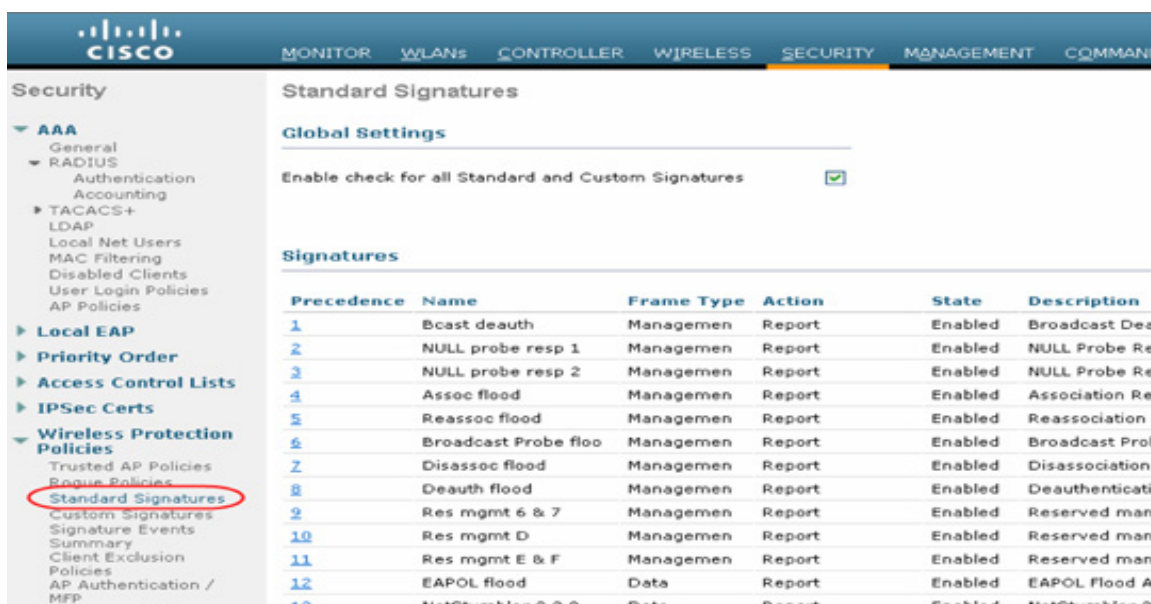 CISCO
MONITOR WLANs CONTROLLER WIRELESS SECURITY MANAGEMENT COMMAN
Security
AAA
General
RADIUS
Authentication
Accounting
TACACS+
LDAP
Local Net Users
MAC Filtering
Disabled Clients
User Login Policies
AP Policies
Local EAP
Priority Order
Access Control Lists
IPSec Certs
Wireless Protection
Policies
Trusted AP Policies
Rogue Policies
Standard Signatures
Custom Signatures
Signature Events
Summary
Client Exclusion
Policies
AP Authentication /
MFP
Standard Signatures
Global Settings
Enable check for all Standard and Custom Signatures
Signatures
Precedence Name Frame Type Action State Description
1 Bcast deauth Managemen Report Enabled Broadcast Dea
2 NULL probe resp 1 Managemen Report Enabled NULL Probe Re
3 NULL probe resp 2 Managemen Report Enabled NULL Probe Re
4 Assoc flood Managemen Report Enabled Association Re
5 Reassoc flood Managemen Report Enabled Reassociation
6 Broadcast Probe floo Managemen Report Enabled Broadcast Prob
7 Disassoc flood Managemen Report Enabled Disassociation
8 Deauth flood Managemen Report Enabled Deauthenticati
9 Res mgmt 6 & 7 Managemen Report Enabled Reserved man
10 Res mgmt D Managemen Report Enabled Reserved man
11 Res mgmt E & F Managemen Report Enabled Reserved man
12 EAPOL flood Data Report Enabled EAPOL Flood A